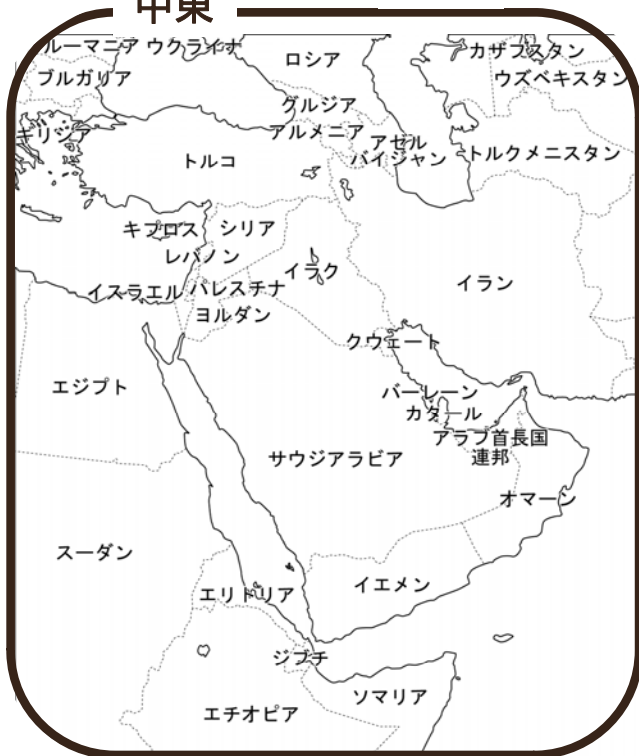 中東
ルーマニア ウクライナ
ロシア
カザフスタン
ブルガリア
ウズベキスタン
グルジア
ギリシア
アルメニア
アゼル
バイジャン
トルクメニスタン
トルコ
キプロス
シリア
レバノン
イラク
イラン
イスラエル
パレスチナ
ヨルダン
クウェート
エジプト
バーレーン
カタール
アラブ首長国
連邦
サウジアラビア
オマーン
スーダン
イエメン
エリトリア
ジブチ
ソマリア
エチオピア